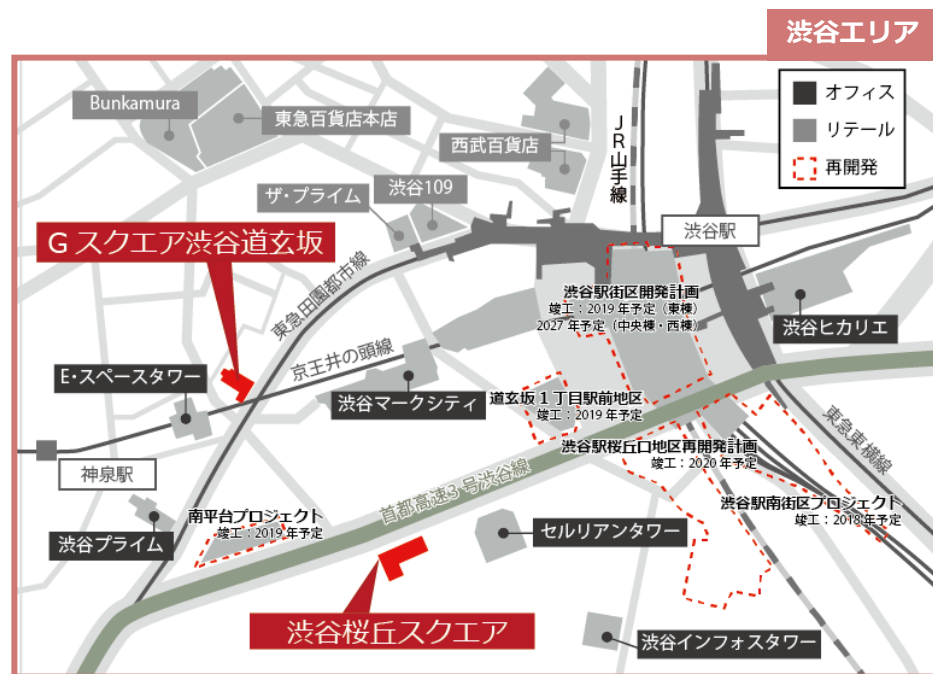 渋谷エリア
オフィス
リテール
再開発
Bunkamura
東急百貨店本店
西武百貨店
JR山手線
ザ・プライム
渋谷109
渋谷駅
Gスクエア渋谷道玄坂
東急田園都市線
渋谷駅街区開発計画
竣工:2019年予定(東棟)
2027年予定(中央棟・西棟)
渋谷ヒカリエ
京王井の頭線
E・スペースタワー
渋谷マークシティ
道玄坂1丁目駅前地区
竣工:2019年予定
東急東横線
渋谷駅桜丘口地区再開発計画
竣工:2020年予定
神泉駅
首都高速3号渋谷線
渋谷駅南街区プロジェクト
竣工:2018年予定
南平台プロジェクト
竣工:2019年予定
渋谷プライム
セルリアンタワー
渋谷桜丘スクエア
渋谷インフォスタワー